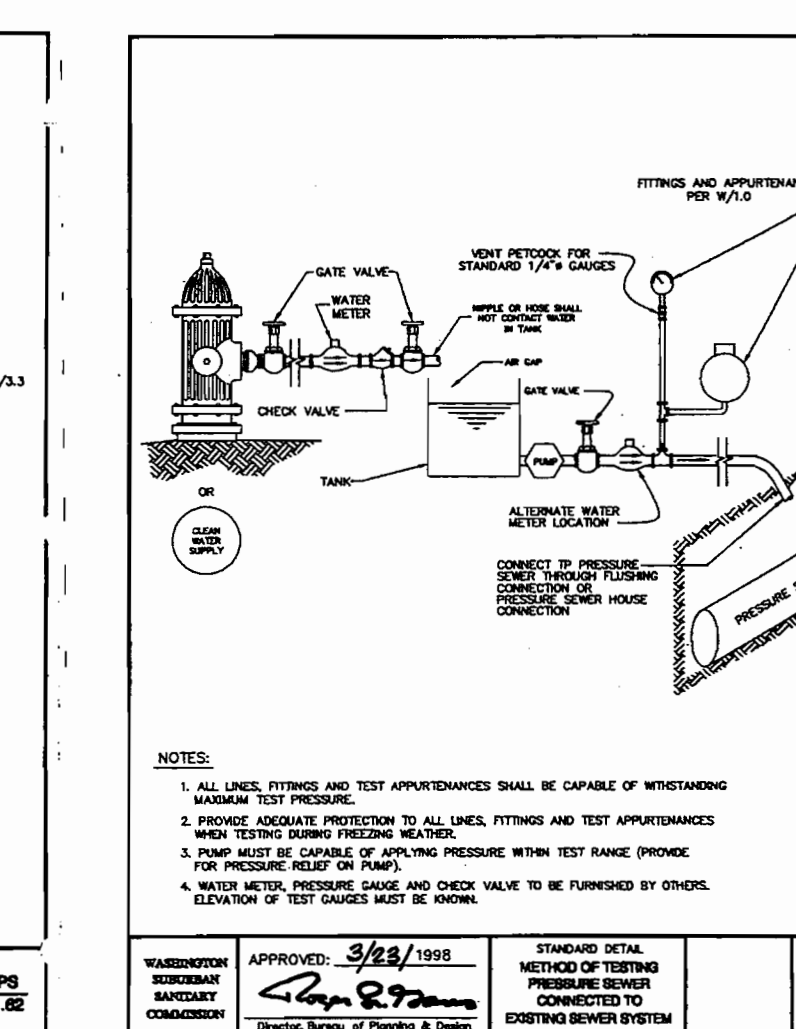 /3.3
PS
.62
FITTINGS AND APPURTENAN
PER W/1.0
VENT PETCOCK FOR
STANDARD 1/4"ø GAUGES
GATE VALVE
WATER
METER
NIPPLE OR HOSE SHALL
NOT CONTACT WATER
IN TANK
AIR GAP
GATE VALVE
CHECK VALVE
TANK
PUMP
OR
CLEAN
WATER
SUPPLY
ALTERNATE WATER
METER LOCATION
CONNECT TP PRESSURE
SEWER THROUGH FLUSHING
CONNECTION OR
PRESSURE SEWER HOUSE
CONNECTION
PRESSURE S
NOTES:
1. ALL LINES, FITTINGS AND TEST APPURTENANCES SHALL BE CAPABLE OF WITHSTANDING
MAXIMUM TEST PRESSURE.
2. PROVIDE ADEQUATE PROTECTION TO ALL LINES, FITTINGS AND TEST APPURTENANCES
WHEN TESTING DURING FREEZING WEATHER.
3. PUMP MUST BE CAPABLE OF APPLYING PRESSURE WITHIN TEST RANGE (PROVIDE
FOR PRESSURE RELIEF ON PUMP).
4. WATER METER, PRESSURE GAUGE AND CHECK VALVE TO BE FURNISHED BY OTHERS.
ELEVATION OF TEST GAUGES MUST BE KNOWN.
WASHINGTON
SUBURBAN
SANITARY
COMMISSION
APPROVED: 3/23/1998
Director, Bureau of Planning & Design
STANDARD DETAIL
METHOD OF TESTING
PRESSURE SEWER
CONNECTED TO
EXISTING SEWER SYSTEM